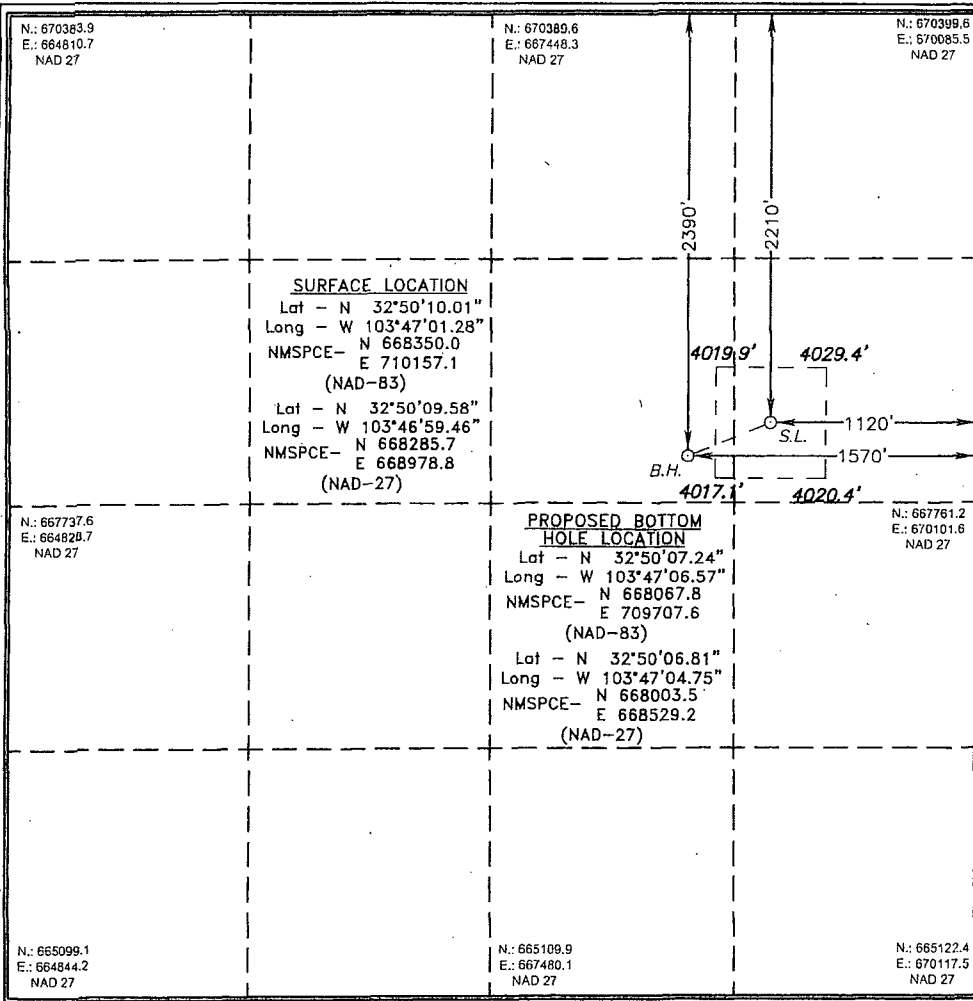 N.: 670383.9
E.: 664810.7
NAD 27
N.: 670389.6
E.: 667448.3
NAD 27
N.: 670399.6
E.: 670085.5
NAD 27
2390'
2210'
SURFACE LOCATION
Lat - N 32°50'10.01"
Long - W 103°47'01.28"
NMSPCE- N 668350.0
E 710157.1
(NAD-83)
Lat - N 32°50'09.58"
Long - W 103°46'59.46"
NMSPCE- N 668285.7
E 668978.8
(NAD-27)
4019.9' 4029.4'
S.L. 1120'
B.H. 1570'
4017.1' 4020.4'
N.: 667737.6
E.: 664828.7
NAD 27
N.: 667761.2
E.: 670101.6
NAD 27
PROPOSED BOTTOM
HOLE LOCATION
Lat - N 32°50'07.24"
Long - W 103°47'06.57"
NMSPCE- N 668067.8
E 709707.6
(NAD-83)
Lat - N 32°50'06.81"
Long - W 103°47'04.75"
NMSPCE- N 668003.5
E 668529.2
(NAD-27)
N.: 665099.1
E.: 664844.2
NAD 27
N.: 665109.9
E.: 667480.1
NAD 27
N.: 665122.4
E.: 670117.5
NAD 27